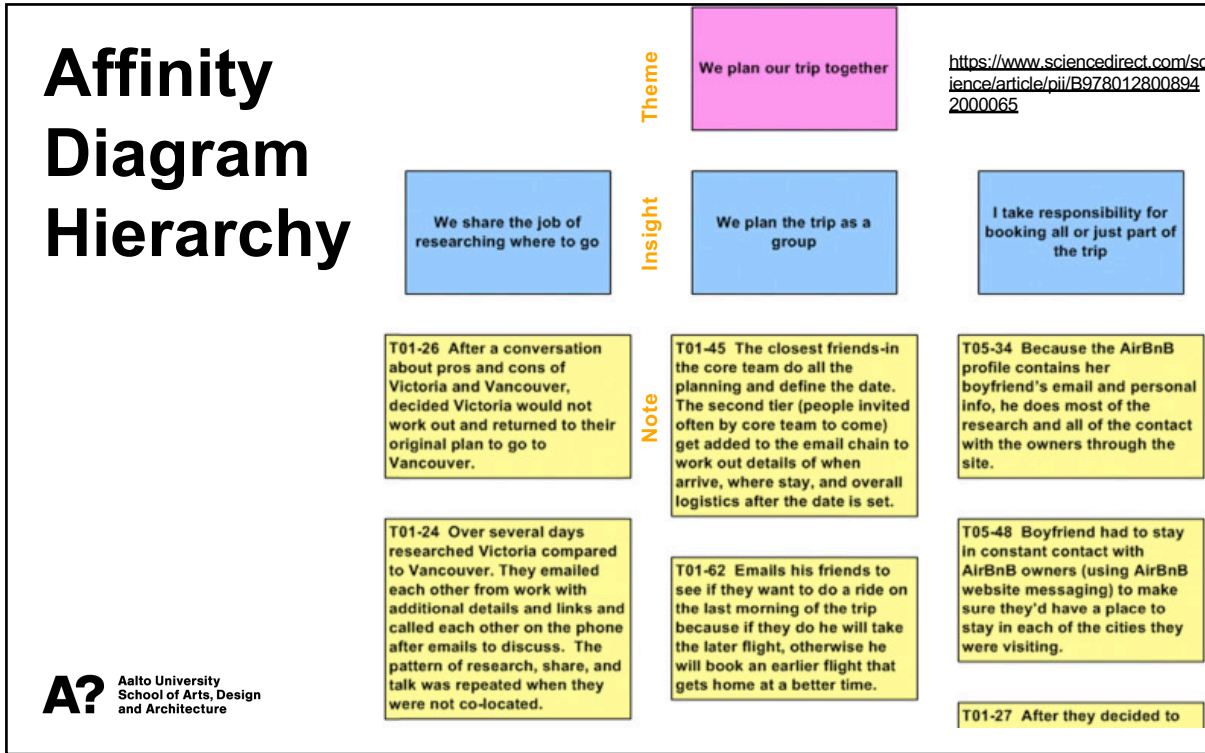 Affinity
Diagram
Hierarchy
Theme
We plan our trip together
https://www.sciencedirect.com/sc
ience/article/pii/B978012800894
2000065
Insight
We share the job of
researching where to go
We plan the trip as a
group
I take responsibility for
booking all or just part of
the trip
Note
T01-26 After a conversation
about pros and cons of
Victoria and Vancouver,
decided Victoria would not
work out and returned to their
original plan to go to
Vancouver.
T01-24 Over several days
researched Victoria compared
to Vancouver. They emailed
each other from work with
additional details and links and
called each other on the phone
after emails to discuss. The
pattern of research, share, and
talk was repeated when they
were not co-located.
T01-45 The closest friends-in
the core team do all the
planning and define the date.
The second tier (people invited
often by core team to come)
get added to the email chain to
work out details of when
arrive, where stay, and overall
logistics after the date is set.
T01-62 Emails his friends to
see if they want to do a ride on
the last morning of the trip
because if they do he will take
the later flight, otherwise he
will book an earlier flight that
gets home at a better time.
T05-34 Because the AirBnB
profile contains her
boyfriend's email and personal
info, he does most of the
research and all of the contact
with the owners through the
site.
T05-48 Boyfriend had to stay
in constant contact with
AirBnB owners (using AirBnB
website messaging) to make
sure they'd have a place to
stay in each of the cities they
were visiting.
T01-27 After they decided to
A?
Aalto University
School of Arts, Design
and Architecture